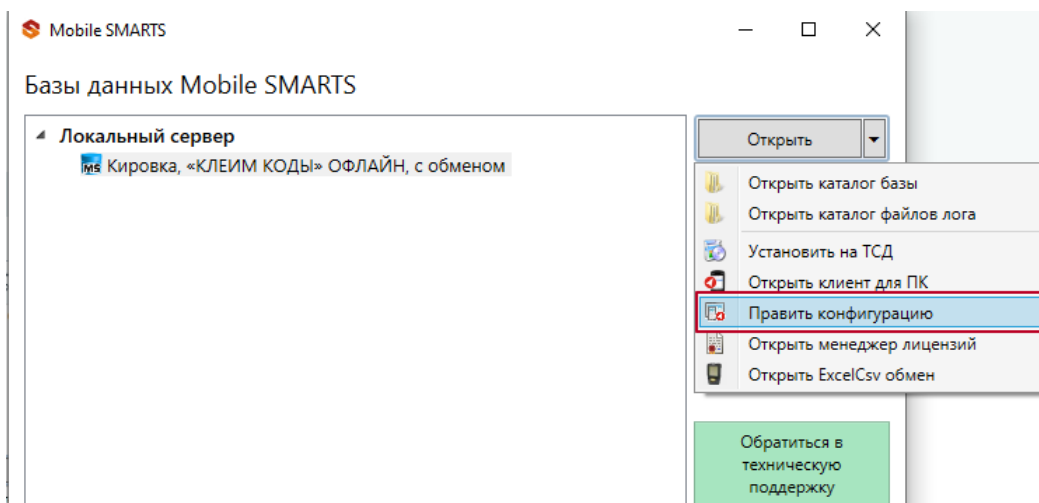 Mobile SMARTS
Базы данных Mobile SMARTS
Локальный сервер
Кировка, «КЛЕИМ КОДЫ» ОФЛАЙН, с обменом
Открыть
Открыть каталог базы
Открыть каталог файлов лога
Установить на ТСД
Открыть клиент для ПК
Править конфигурацию
Открыть менеджер лицензий
Открыть ExcelCsv обмен
Обратиться в
техническую
поддержку